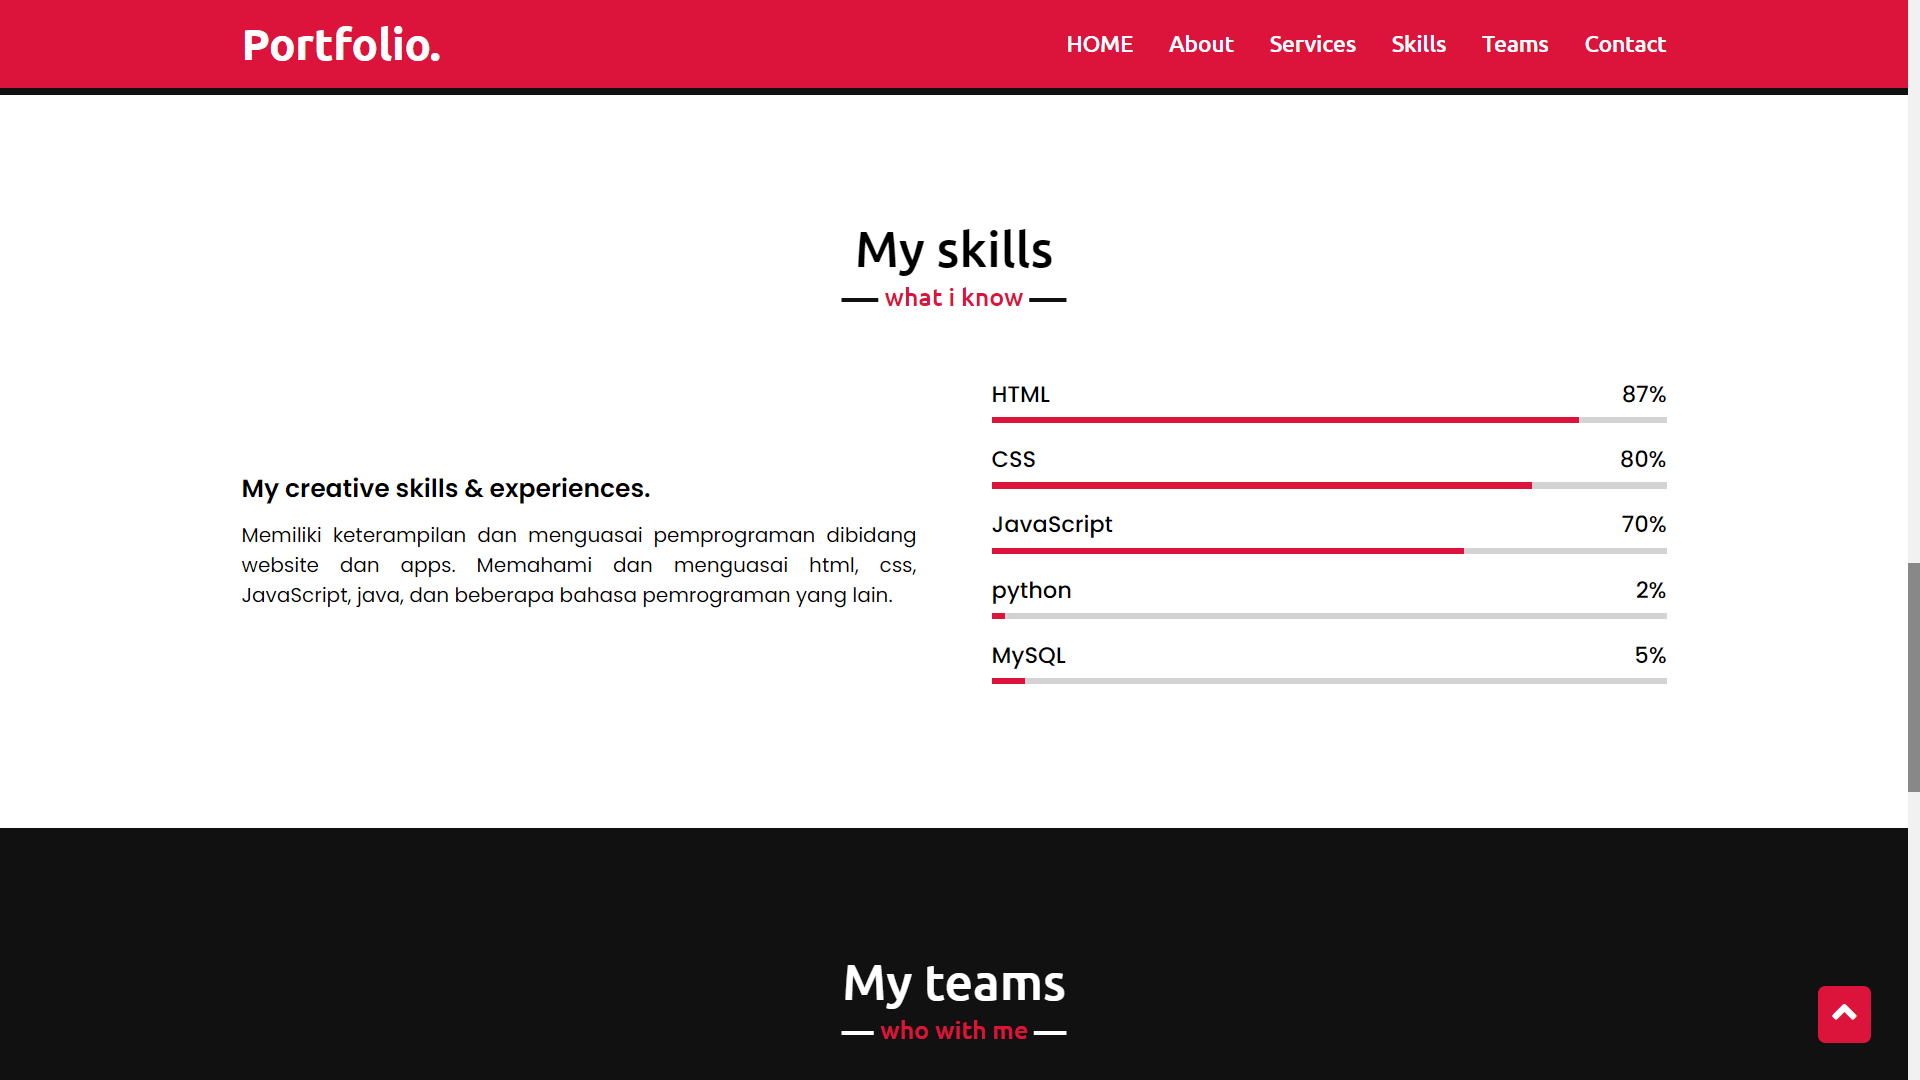 Portfolio.
HOME About Services Skills Teams Contact
My skills
what i know
My creative skills & experiences.
Memiliki keterampilan dan menguasai pemprograman dibidang
website dan apps. Memahami dan menguasai html, css,
JavaScript, java, dan beberapa bahasa pemrograman yang lain.
HTML 87%
CSS 80%
JavaScript 70%
python 2%
MySQL 5%
My teams
who with me